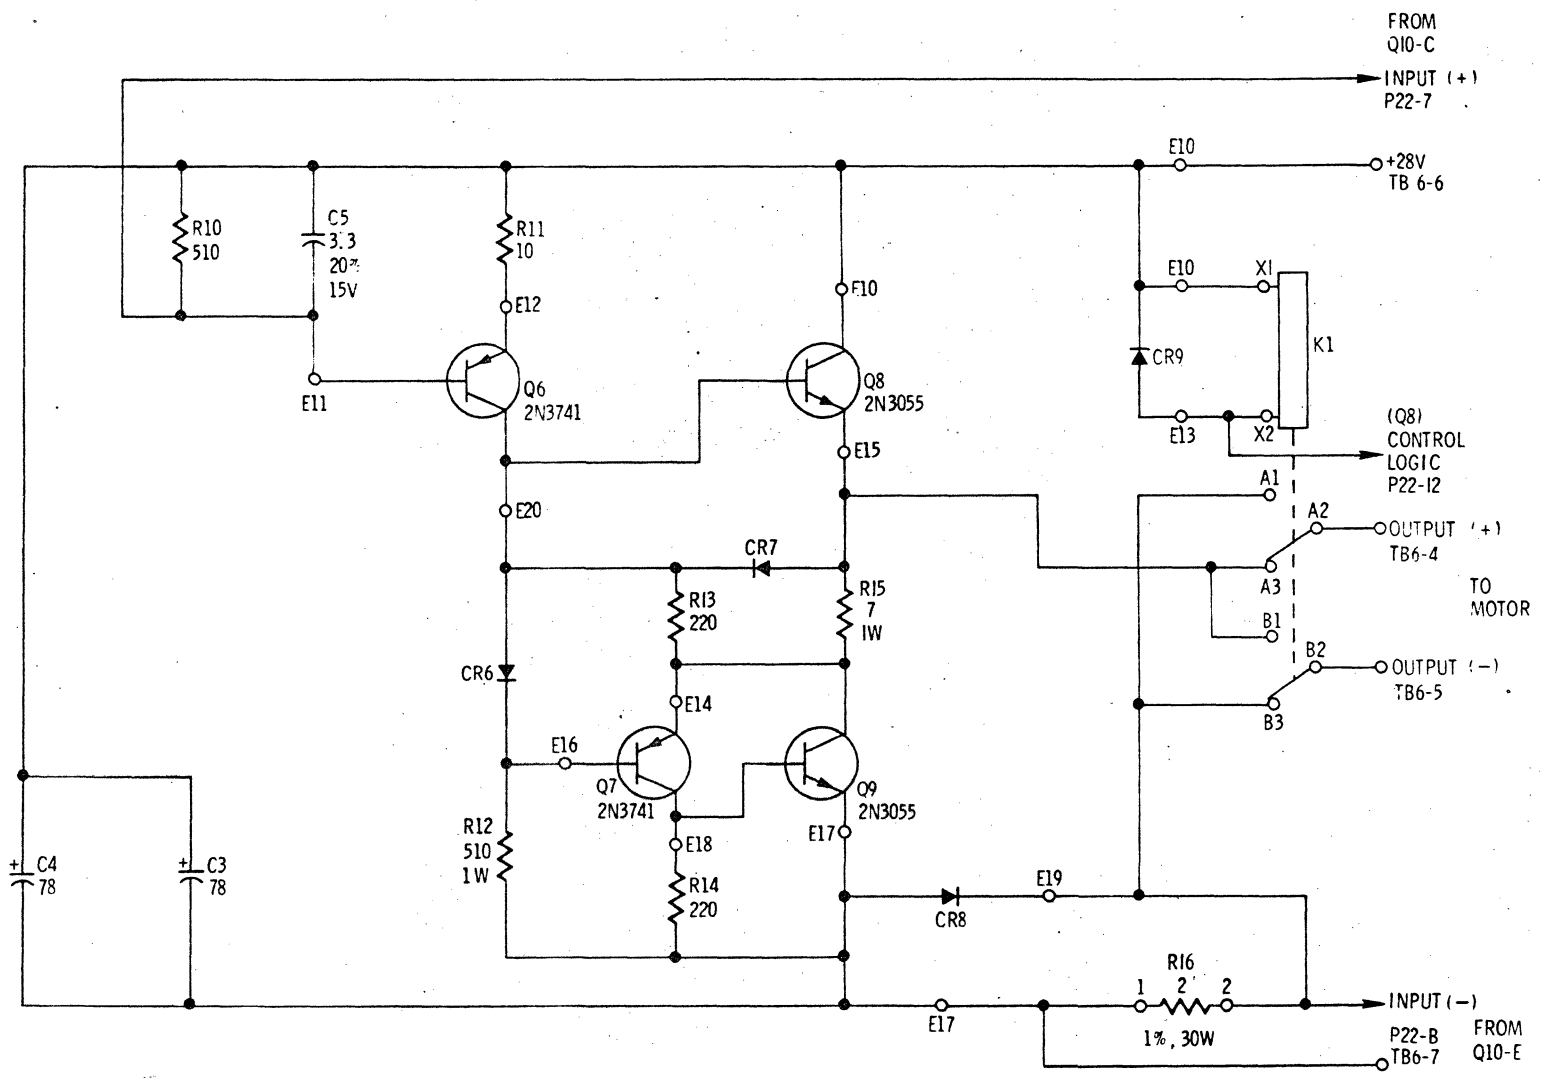 FROM
Q10-C
INPUT (+)
P22-7
E10
+28V
TB 6-6
R10
510
C5
3.3
20%
15V
R11
10
E12
E10
E10
X1
K1
CR9
Q6
2N3741
Q8
2N3055
E11
E13
X2
(Q8)
CONTROL
LOGIC
P22-12
E15
A1
E20
A2
OUTPUT (+)
TB6-4
CR7
A3
TO
MOTOR
R13
220
R15
7
1W
B1
B2
OUTPUT (-)
TB6-5
CR6
E14
B3
E16
Q7
2N3741
Q9
2N3055
E17
R12
510
1W
E18
R14
220
C4
78
+
C3
78
+
E19
CR8
R16
2
1
2
1%, 30W
E17
INPUT (-)
P22-B
TB6-7
FROM
Q10-E